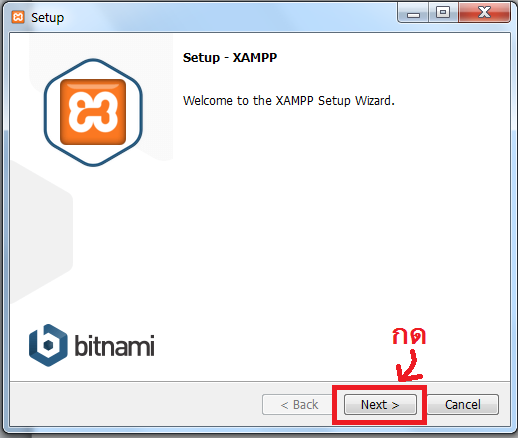 Setup
Setup - XAMPP
Welcome to the XAMPP Setup Wizard.
bitnami
กด
< Back
Next >
Cancel